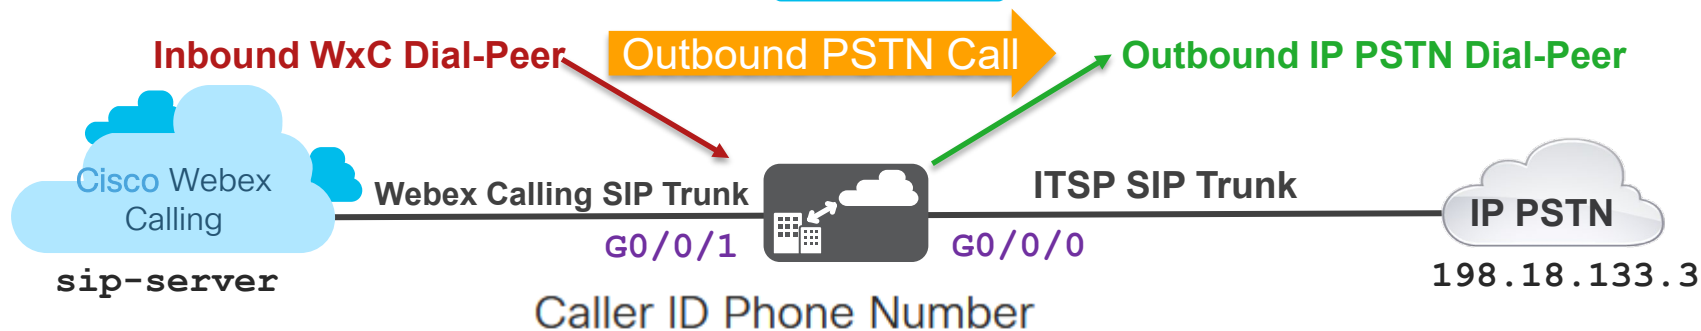 Inbound WxC Dial-Peer
Outbound PSTN Call
Outbound IP PSTN Dial-Peer
Cisco Webex
Calling
Webex Calling SIP Trunk
ITSP SIP Trunk
IP PSTN
G0/0/1
G0/0/0
sip-server
198.18.133.3
Caller ID Phone Number